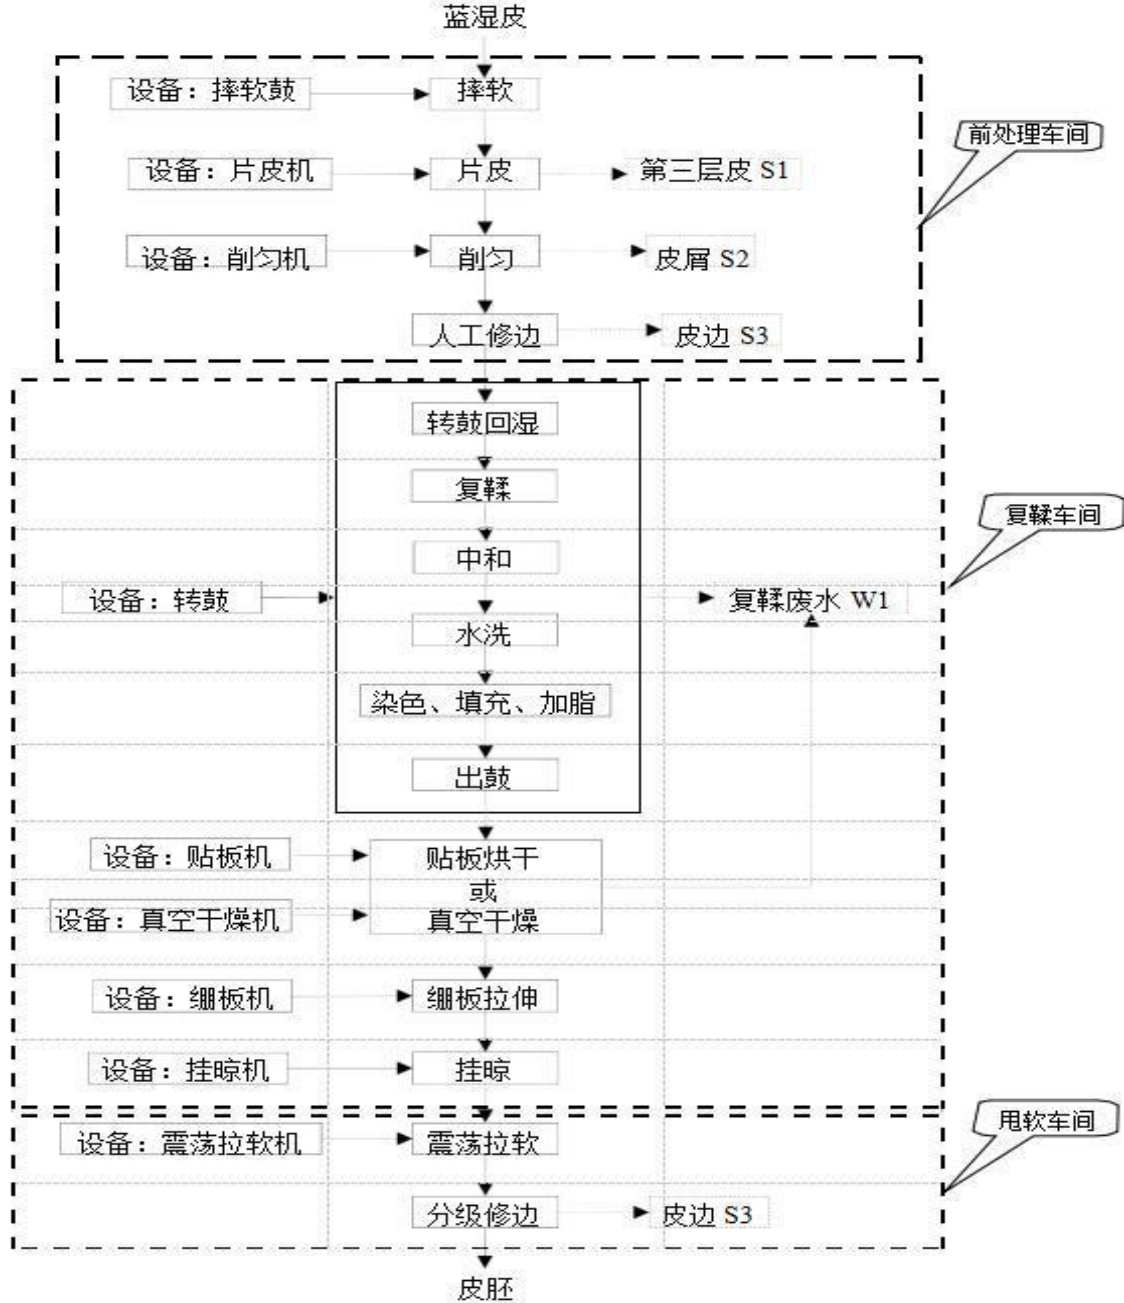 蓝湿皮
设备：摔软鼓
摔软
前处理车间
设备：片皮机
片皮
第三层皮 S1
设备：削匀机
削匀
皮屑 S2
人工修边
皮边 S3
转鼓回湿
复鞣
复鞣车间
中和
设备：转鼓
复鞣废水 W1
水洗
染色、填充、加脂
出鼓
设备：贴板机
贴板烘干
或
设备：真空干燥机
真空干燥
设备：绷板机
绷板拉伸
设备：挂晾机
挂晾
甩软车间
设备：震荡拉软机
震荡拉软
分级修边
皮边 S3
皮胚